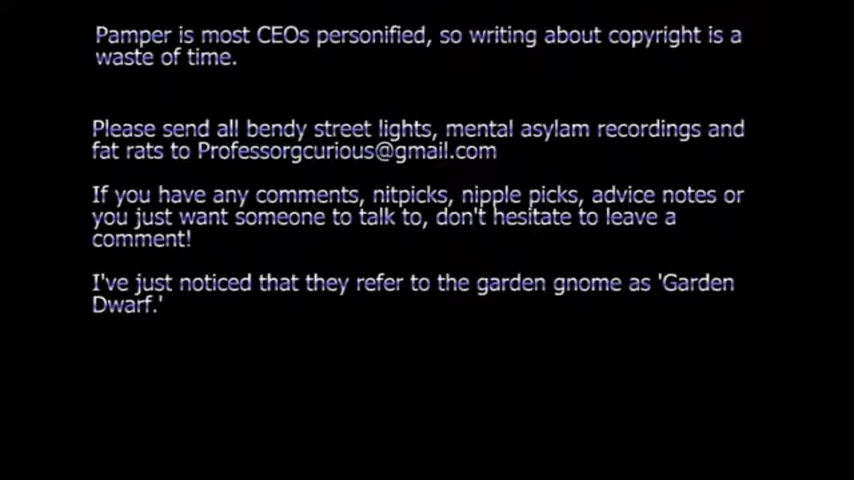 Pamper is most CEOs personified, so writing about copyright is a
waste of time.
Please send all bendy street lights, mental asylam recordings and
fat rats to Professorgcurious@gmail.com
If you have any comments, nitpicks, nipple picks, advice notes or
you just want someone to talk to, don't hesitate to leave a
comment!
I've just noticed that they refer to the garden gnome as 'Garden
Dwarf.'